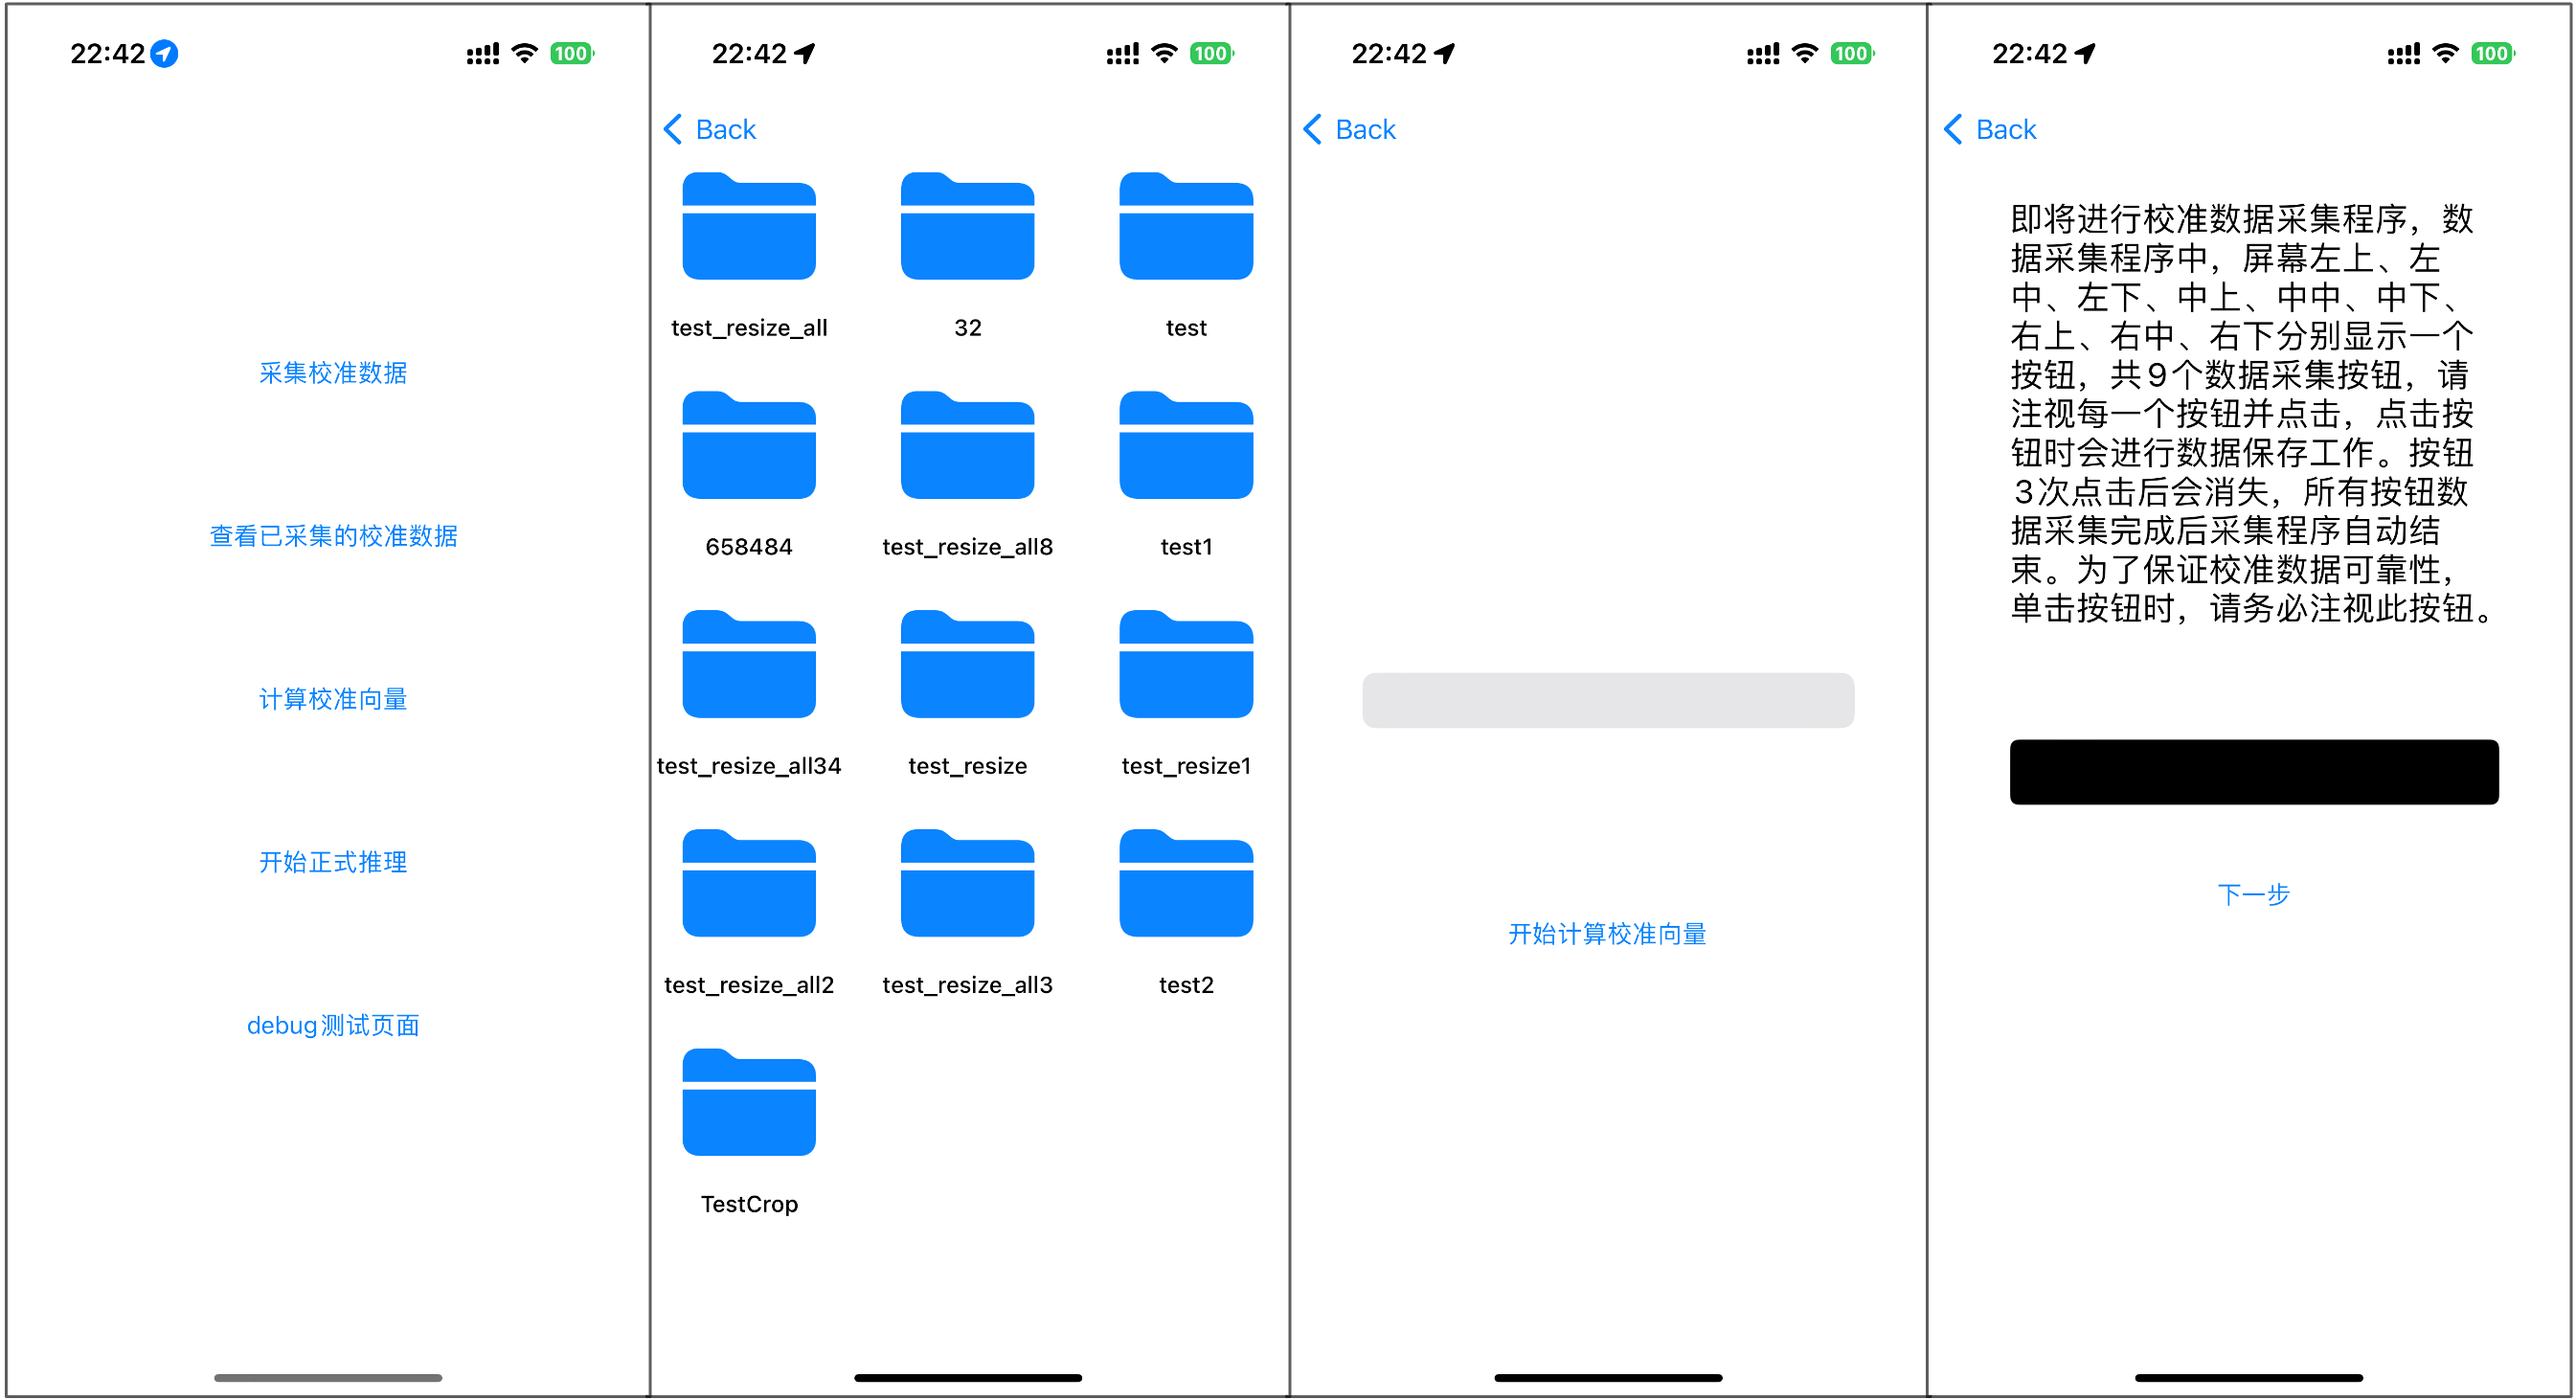 22:42
100
采集校准数据
查看已采集的校准数据
计算校准向量
开始正式推理
debug测试页面
22:42
100
Back
test_resize_all
32
test
658484
test_resize_all8
test1
test_resize_all34
test_resize
test_resize1
test_resize_all2
test_resize_all3
test2
TestCrop
22:42
100
Back
开始计算校准向量
22:42
100
Back
即将进行校准数据采集程序，数
据采集程序中，屏幕左上、左
中、左下、中上、中中、中下、
右上、右中、右下分别显示一个
按钮，共9个数据采集按钮，请
注视每一个按钮并点击，点击按
钮时会进行数据保存工作。按钮
3次点击后会消失，所有按钮数
据采集完成后采集程序自动结
束。为了保证校准数据可靠性，
单击按钮时，请务必注视此按钮。
下一步